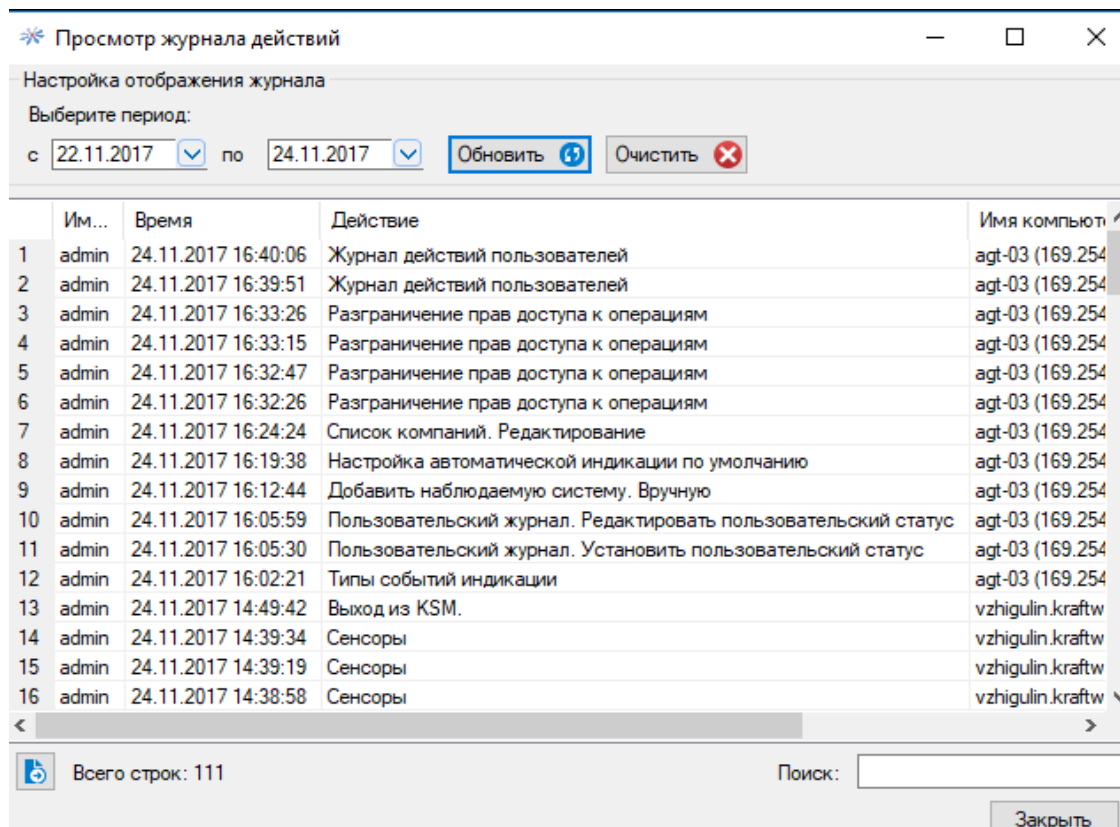 Просмотр журнала действий
Настройка отображения журнала
Выберите период:
с 22.11.2017 по 24.11.2017 Обновить Очистить
Им... Время Действие Имя компьют
1 admin 24.11.2017 16:40:06 Журнал действий пользователей agt-03 (169.254
2 admin 24.11.2017 16:39:51 Журнал действий пользователей agt-03 (169.254
3 admin 24.11.2017 16:33:26 Разграничение прав доступа к операциям agt-03 (169.254
4 admin 24.11.2017 16:33:15 Разграничение прав доступа к операциям agt-03 (169.254
5 admin 24.11.2017 16:32:47 Разграничение прав доступа к операциям agt-03 (169.254
6 admin 24.11.2017 16:32:26 Разграничение прав доступа к операциям agt-03 (169.254
7 admin 24.11.2017 16:24:24 Список компаний. Редактирование agt-03 (169.254
8 admin 24.11.2017 16:19:38 Настройка автоматической индикации по умолчанию agt-03 (169.254
9 admin 24.11.2017 16:12:44 Добавить наблюдаемую систему. Вручную agt-03 (169.254
10 admin 24.11.2017 16:05:59 Пользовательский журнал. Редактировать пользовательский статус agt-03 (169.254
11 admin 24.11.2017 16:05:30 Пользовательский журнал. Установить пользовательский статус agt-03 (169.254
12 admin 24.11.2017 16:02:21 Типы событий индикации agt-03 (169.254
13 admin 24.11.2017 14:49:42 Выход из KSM. vzhigulin.kraftw
14 admin 24.11.2017 14:39:34 Сенсоры vzhigulin.kraftw
15 admin 24.11.2017 14:39:19 Сенсоры vzhigulin.kraftw
16 admin 24.11.2017 14:38:58 Сенсоры vzhigulin.kraftw
Всего строк: 111 Поиск:
Закрыть